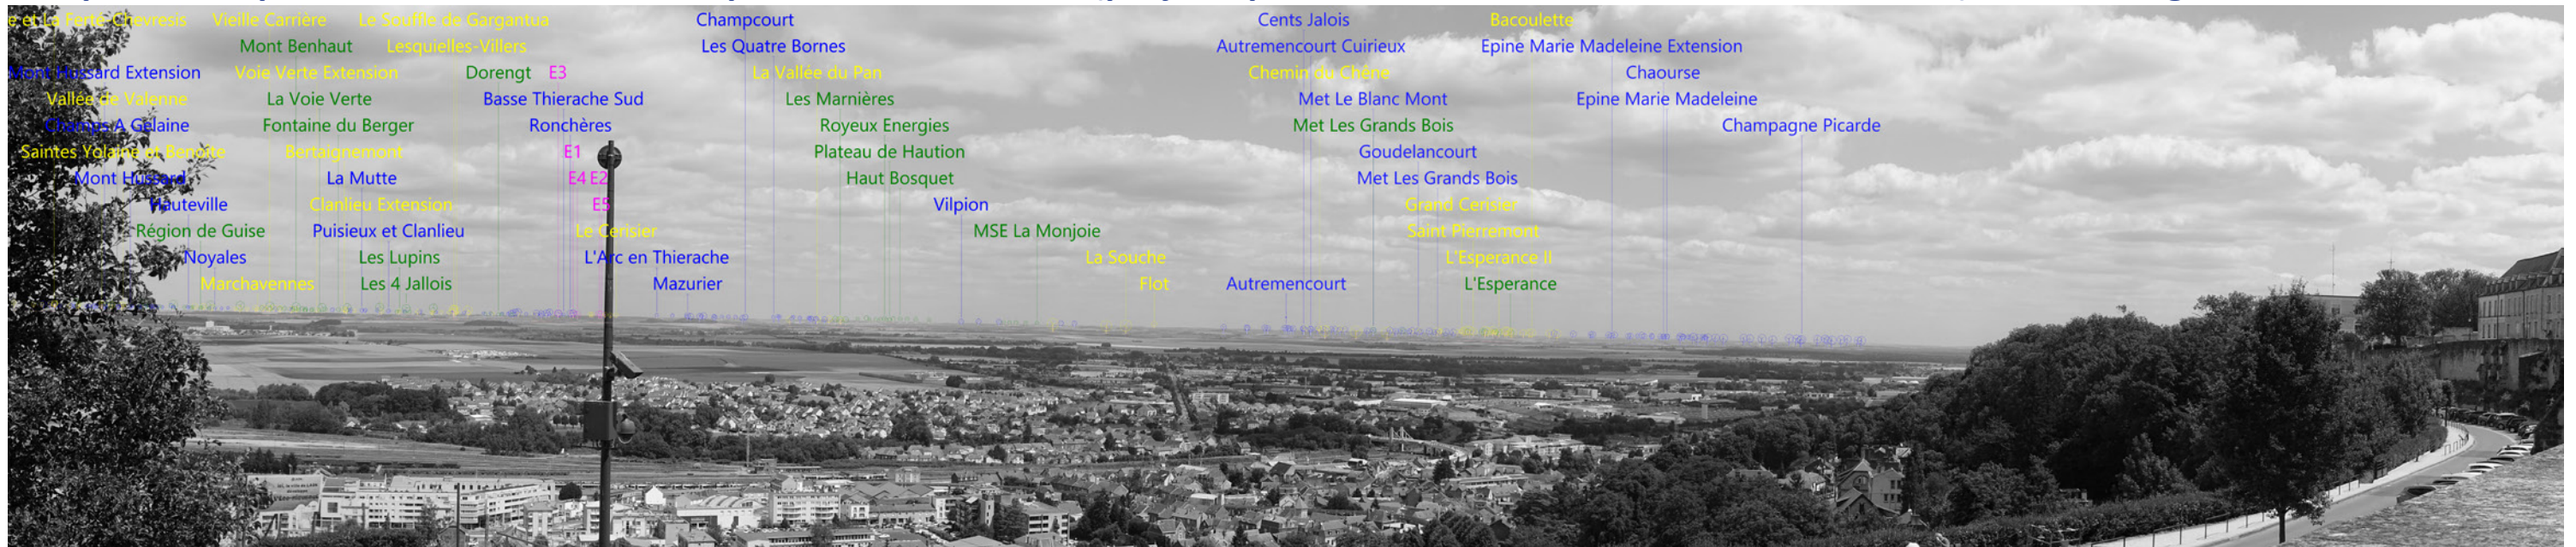 e et La Ferté-Chevresis Vieille Carrière Le Souffle de Gargantua Champcourt Cents Jalois Bacoulette
Mont Benhaut Lesquielles-Villers Les Quatre Bornes Autremencourt Cuirieux Epine Marie Madeleine Extension
Mont Hussard Extension Voie Verte Extension Dorengt E3 La Vallée du Pan Chemin du Chêne Chaourse
Vallée de Valenne La Voie Verte Basse Thierache Sud Les Marnières Met Le Blanc Mont Epine Marie Madeleine
Champs A Gelaine Fontaine du Berger Ronchères Royeux Energies Met Les Grands Bois Champagne Picarde
Saintes Yolaine et Benoîte Bertaignemont E1 Plateau de Haution Goudelancourt
Mont Hussard La Mutte E4 E2 Haut Bosquet Met Les Grands Bois
Hauteville Clanlieu Extension E5 Vilpion Grand Cerisier
Région de Guise Puisieux et Clanlieu Le Cerisier MSE La Monjoie Saint Pierremont
Noyales Les Lupins L'Arc en Thierache La Souche L'Esperance II
Marchavennes Les 4 Jallois Mazurier Flot Autremencourt L'Esperance